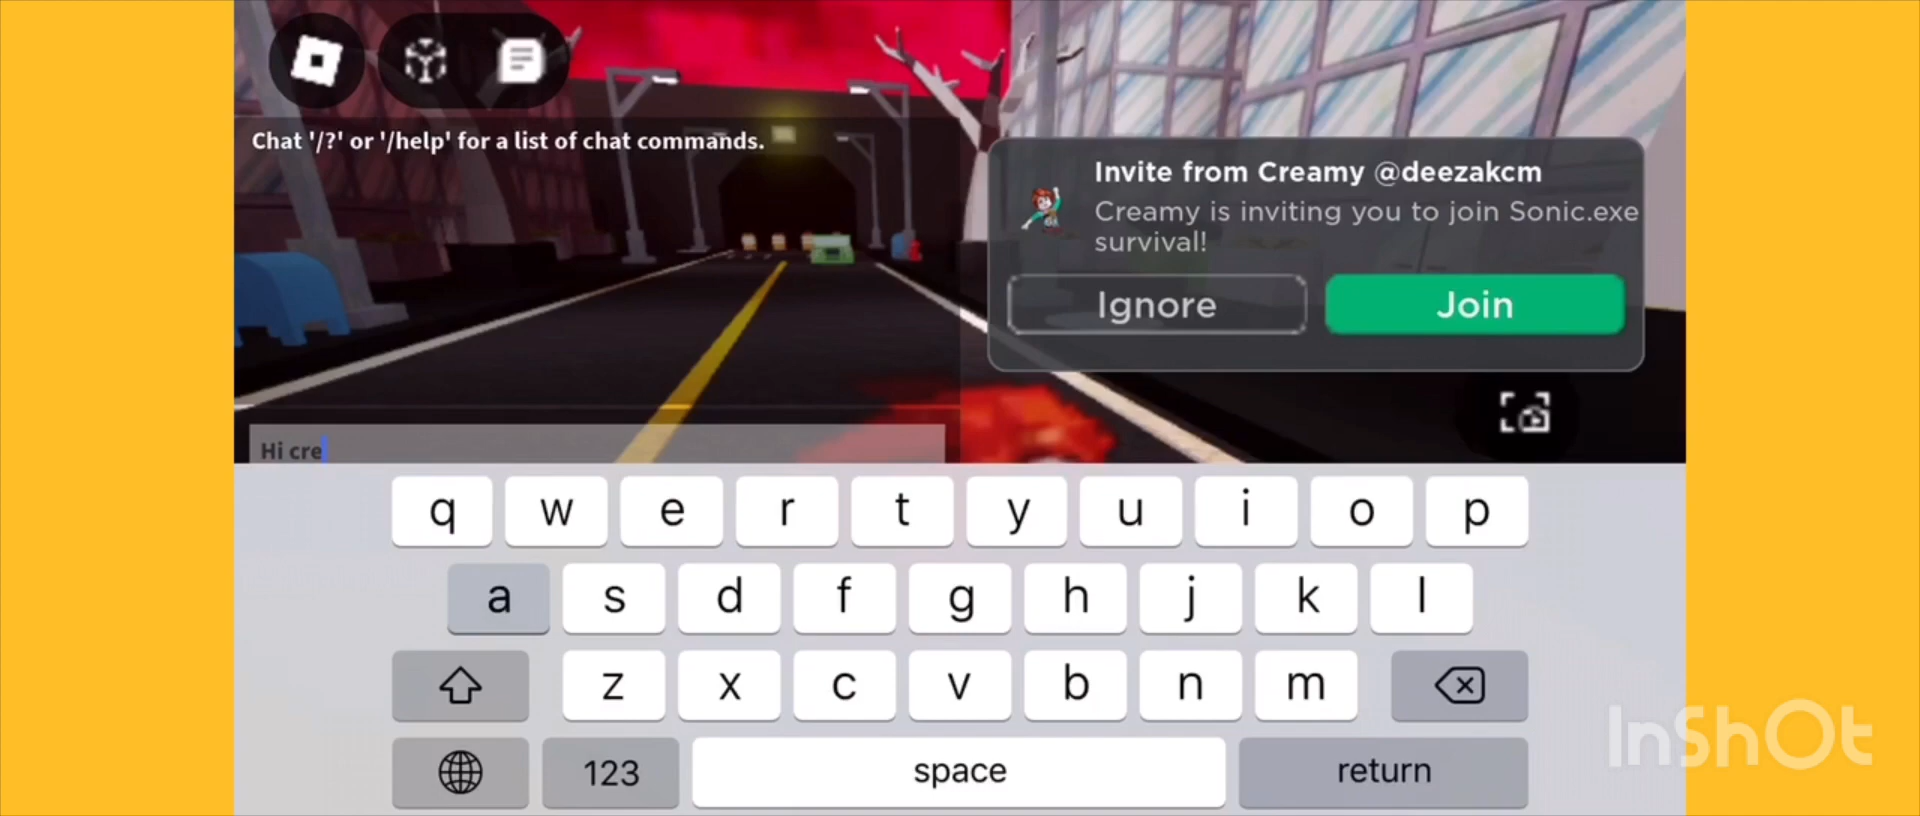 Chat '/?' or '/help' for a list of chat commands.
Invite from Creamy @deezakcm
Creamy is inviting you to join Sonic.exe
survival!
Ignore
Join
Hi cre
q w e r t y u i o p
a s d f g h j k l
z x c v b n m
123
space
return
InShOt